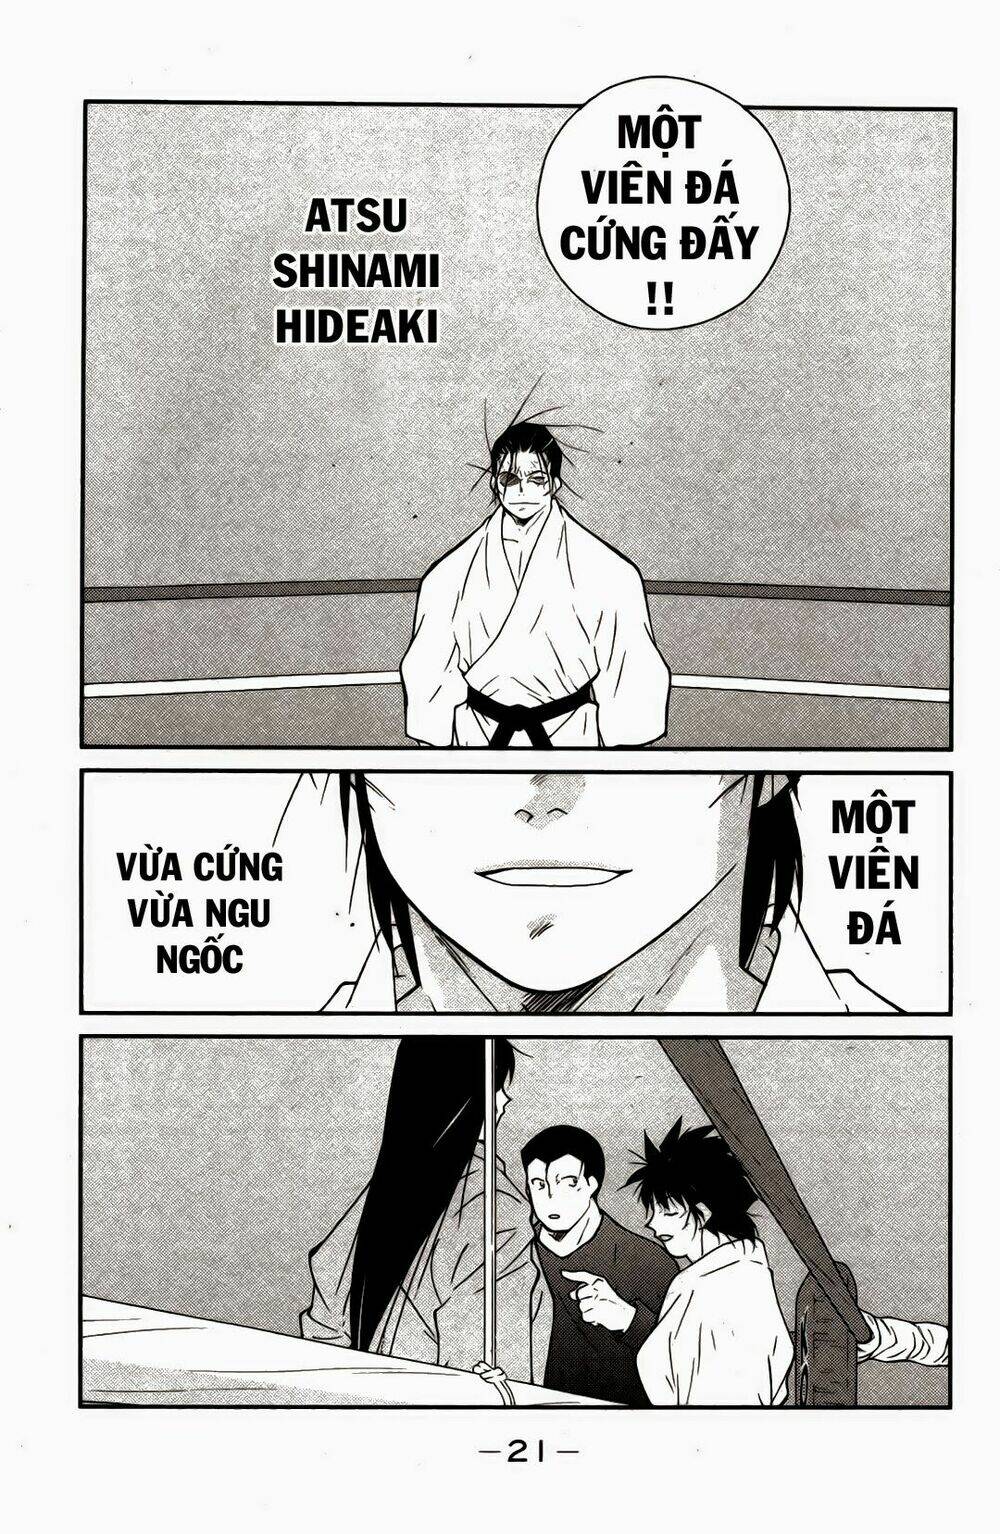 MỘT
VIÊN ĐÁ
CỨNG ĐẤY
!!
ATSU
SHINAMI
HIDEAKI
MỘT
VIÊN
ĐÁ
VỪA CỨNG
VỪA NGU
NGỐC
-21-